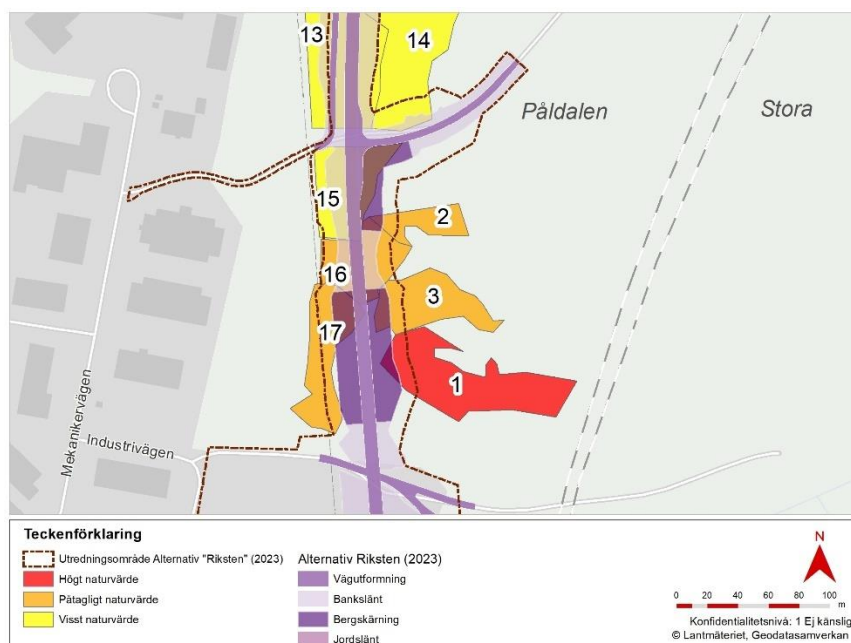 13
14
Påldalen
Stora
15
2
16
3
17
1
Mekanikervägen
Industrivägen
Teckenförklaring
Utredningsområde Alternativ "Riksten" (2023)
Högt naturvärde
Påtagligt naturvärde
Visst naturvärde
Alternativ Riksten (2023)
Vägutformning
Bankslänt
Bergskärning
Jordslänt
N
0 20 40 60 80 100
m
Konfidentialitetsnivå: 1 Ej känslig
© Lantmäteriet, Geodatasamverkan